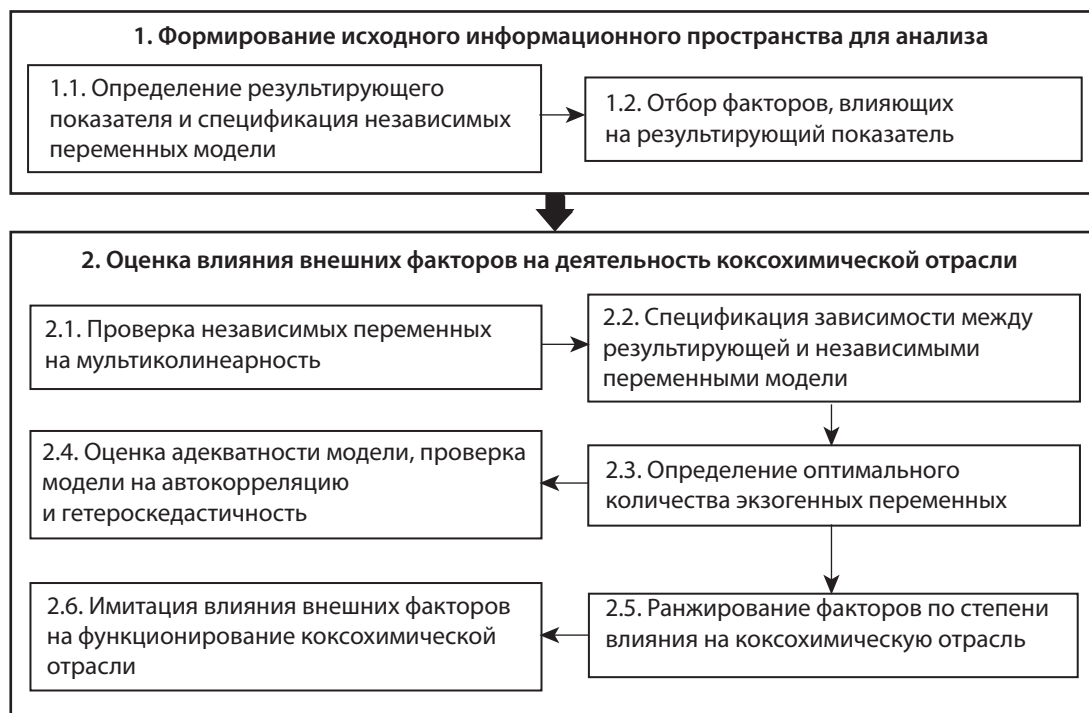 1. Формирование исходного информационного пространства для анализа
1.1. Определение результирующего
показателя и спецификация независимых
переменных модели
1.2. Отбор факторов, влияющих
на результирующий показатель
2. Оценка влияния внешних факторов на деятельность коксохимической отрасли
2.1. Проверка независимых переменных
на мультиколинеарность
2.2. Спецификация зависимости между
результирующей и независимыми
переменными модели
2.3. Определение оптимального
количества экзогенных переменных
2.4. Оценка адекватности модели, проверка
модели на автокорреляцию
и гетероскедастичность
2.5. Ранжирование факторов по степени
влияния на коксохимическую отрасль
2.6. Имитация влияния внешних факторов
на функционирование коксохимической
отрасли